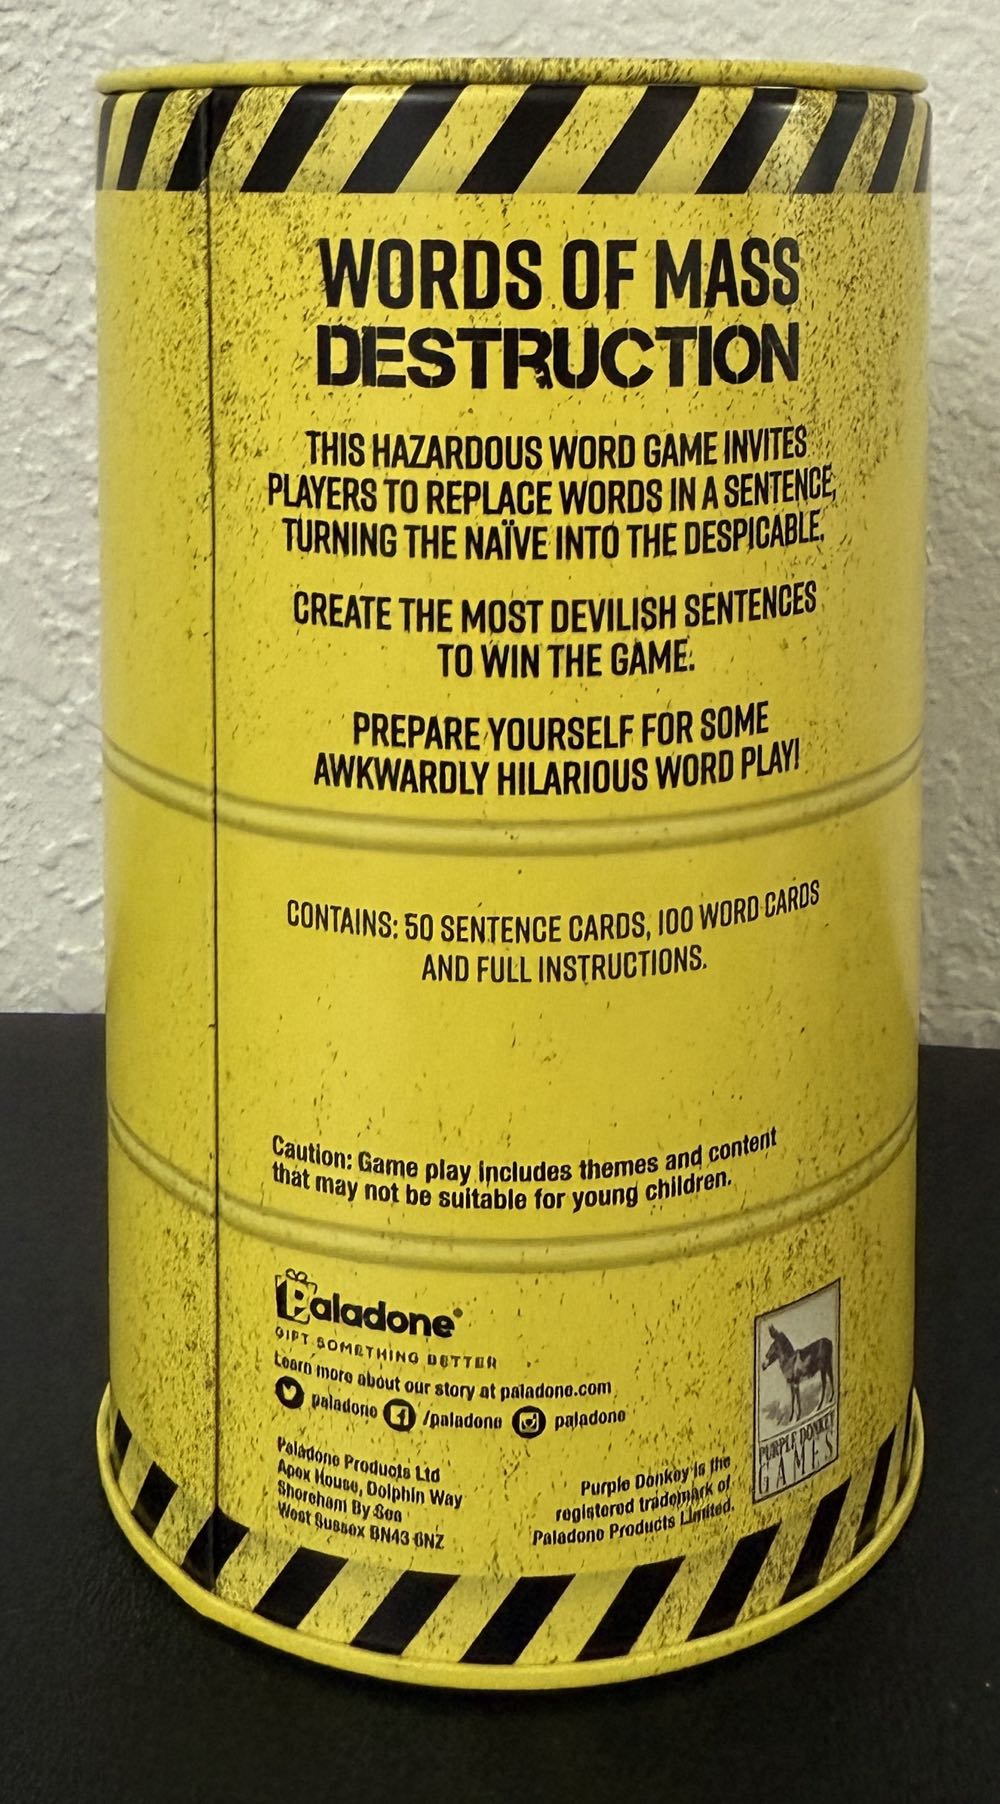 WORDS OF MASS
DESTRUCTION
THIS HAZARDOUS WORD GAME INVITES
PLAYERS TO REPLACE WORDS IN A SENTENCE,
TURNING THE NAÏVE INTO THE DESPICABLE.
CREATE THE MOST DEVILISH SENTENCES
TO WIN THE GAME.
PREPARE YOURSELF FOR SOME
AWKWARDLY HILARIOUS WORD PLAY!
CONTAINS: 50 SENTENCE CARDS, 100 WORD CARDS
AND FULL INSTRUCTIONS.
Caution: Game play includes themes and content
that may not be suitable for young children.
Paladone®
GIFT SOMETHING BETTER
Learn more about our story at paladone.com
paladone /paladone paladone
Paladone Products Ltd
Apex House, Dolphin Way
Shoreham By Sea
West Sussex BN43 6NZ
Purple Donkey is the
registered trademark of
Paladone Products Limited.
PURPLE DONKEY
GAMES